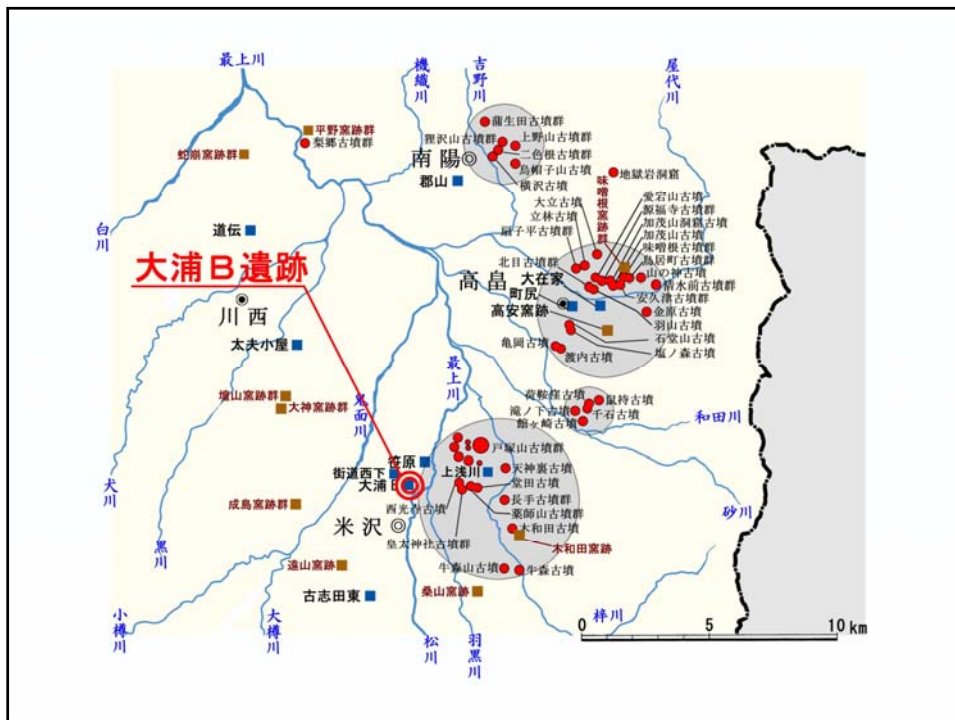 最上川
機織川
吉野川
屋代川
平野窯跡群
梨郷古墳群
蛇崩窯跡群
蒲生田古墳群
狸沢山古墳群
上野山古墳群
二色根古墳群
烏帽子山古墳
横沢古墳
南陽
郡山
地獄岩洞窟
味噌根窯跡群
愛宕山古墳
源福寺古墳群
加茂山洞窟古墳
加茂山古墳
味噌根古墳群
鳥居町古墳群
山の神古墳
清水前古墳群
安久津古墳群
金原古墳
羽山古墳
石堂山古墳
塩ノ森古墳
大立古墳
立林古墳
扇子平古墳群
北目古墳群
大在家
高畠
町尻
高安窯跡
亀岡古墳
渡内古墳
白川
道伝
大浦B遺跡
川西
太夫小屋
最上川
鬼面川
壇山窯跡群
大神窯跡群
荷鞍窪古墳
鼠持古墳
滝ノ下古墳
千石古墳
館ヶ崎古墳
和田川
戸塚山古墳群
笹原
街道西下
上浅川
天神裏古墳
大浦B
堂田古墳
西光寺古墳
長手古墳群
薬師山古墳群
皇太神社古墳群
米沢
木和田古墳
木和田窯跡
犬川
黒川
成島窯跡群
砂川
遠山窯跡
牛森山古墳
牛森古墳
古志田東
桑山窯跡
小樽川
大樽川
松川
羽黒川
梓川
0 5 10 km